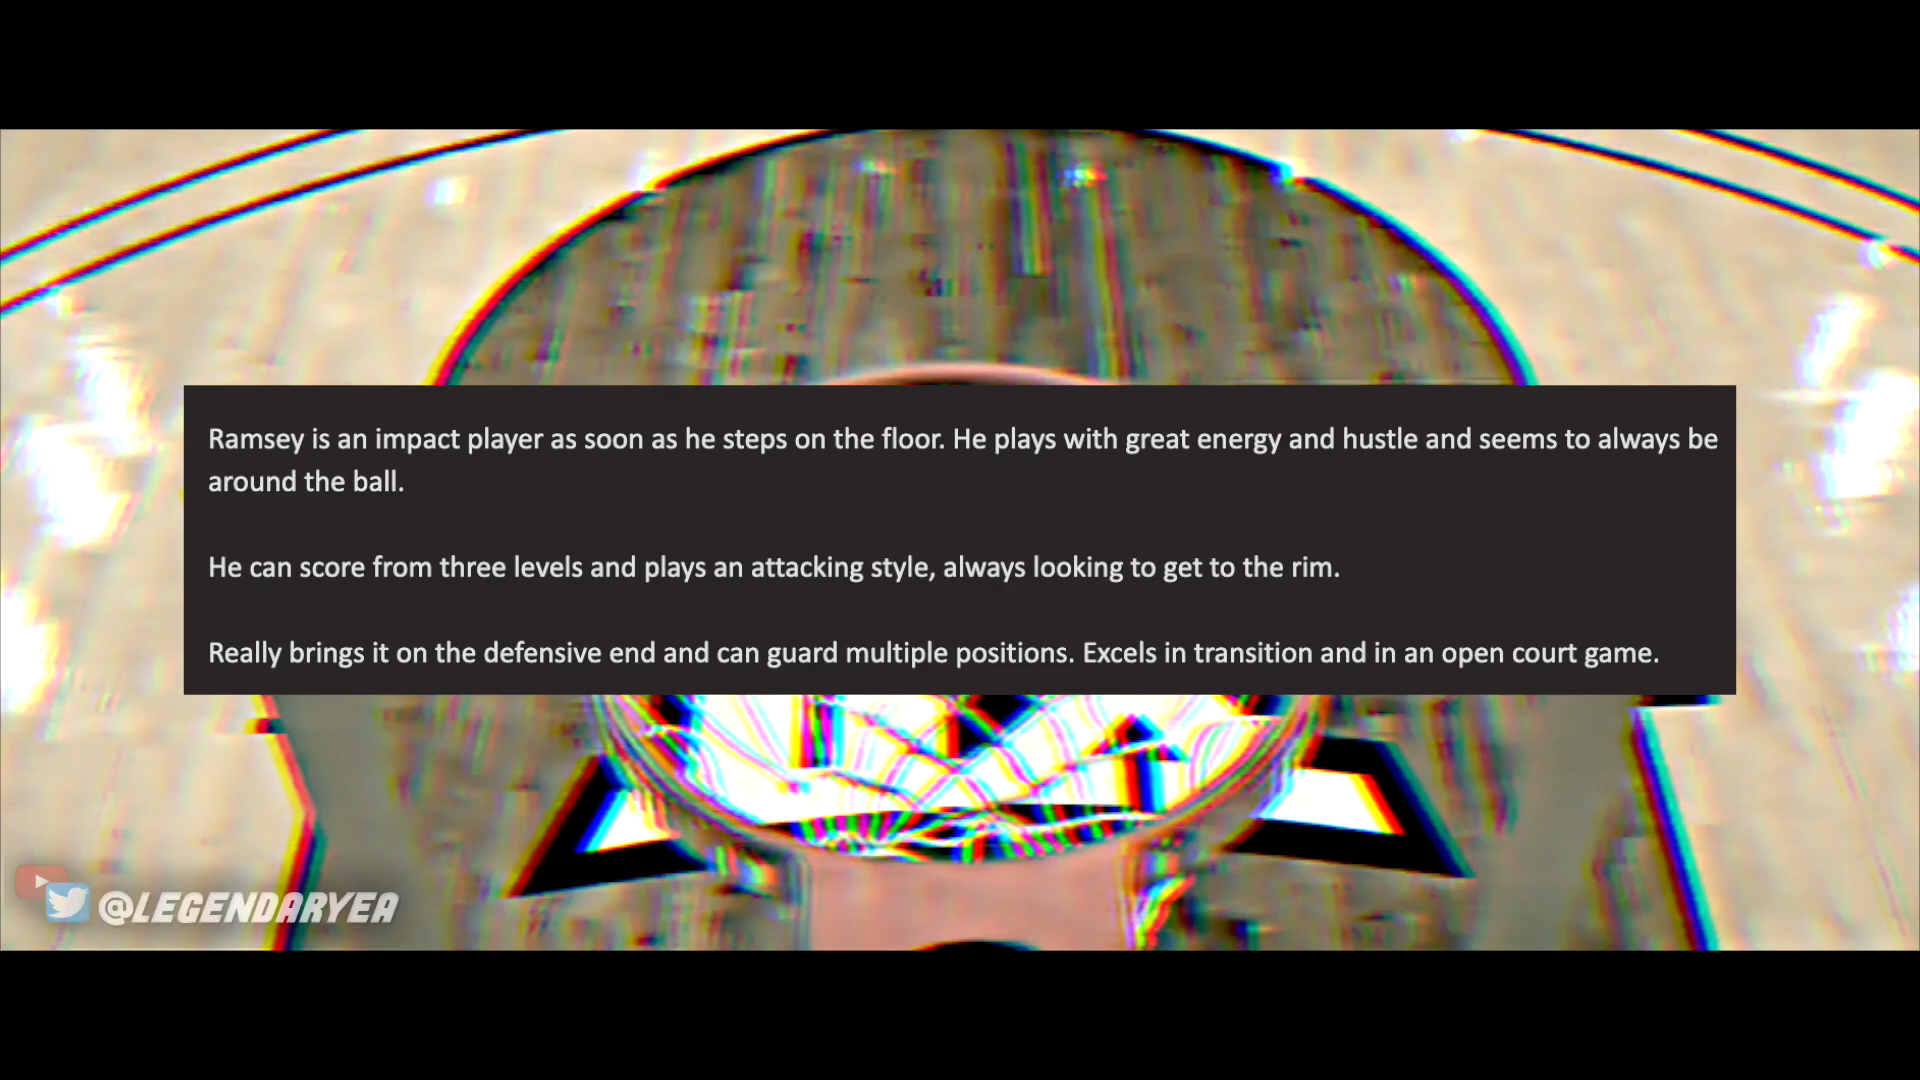 Ramsey is an impact player as soon as he steps on the floor. He plays with great energy and hustle and seems to always be
around the ball.
He can score from three levels and plays an attacking style, always looking to get to the rim.
Really brings it on the defensive end and can guard multiple positions. Excels in transition and in an open court game.
@LEGENDARYEA